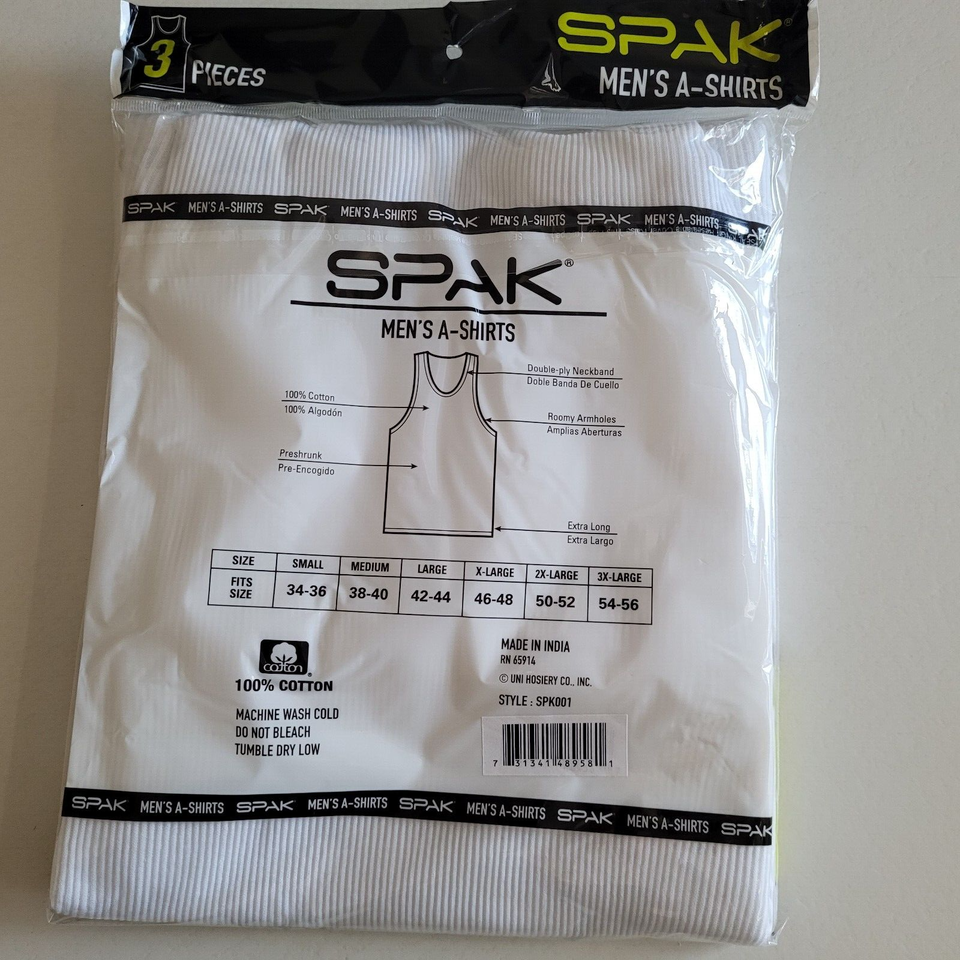 3 PIECES
SPAK®
MEN'S A-SHIRTS
SPAK MEN'S A-SHIRTS SPAK MEN'S A-SHIRTS SPAK MEN'S A-SHIRTS SPAK MEN'S A-SHIRTS SPAK
SPAK®
MEN'S A-SHIRTS
Double-ply Neckband
Doble Banda De Cuello
100% Cotton
100% Algodón
Roomy Armholes
Amplias Aberturas
Preshrunk
Pre-Encogido
Extra Long
Extra Largo
SIZE SMALL MEDIUM LARGE X-LARGE 2X-LARGE 3X-LARGE
FITS SIZE 34-36 38-40 42-44 46-48 50-52 54-56
cotton®
100% COTTON
MACHINE WASH COLD
DO NOT BLEACH
TUMBLE DRY LOW
MADE IN INDIA
RN 65914
© UNI HOSIERY CO., INC.
STYLE : SPK001
7 31341 48958 1
SPAK MEN'S A-SHIRTS SPAK MEN'S A-SHIRTS SPAK MEN'S A-SHIRTS SPAK MEN'S A-SHIRTS SPAK